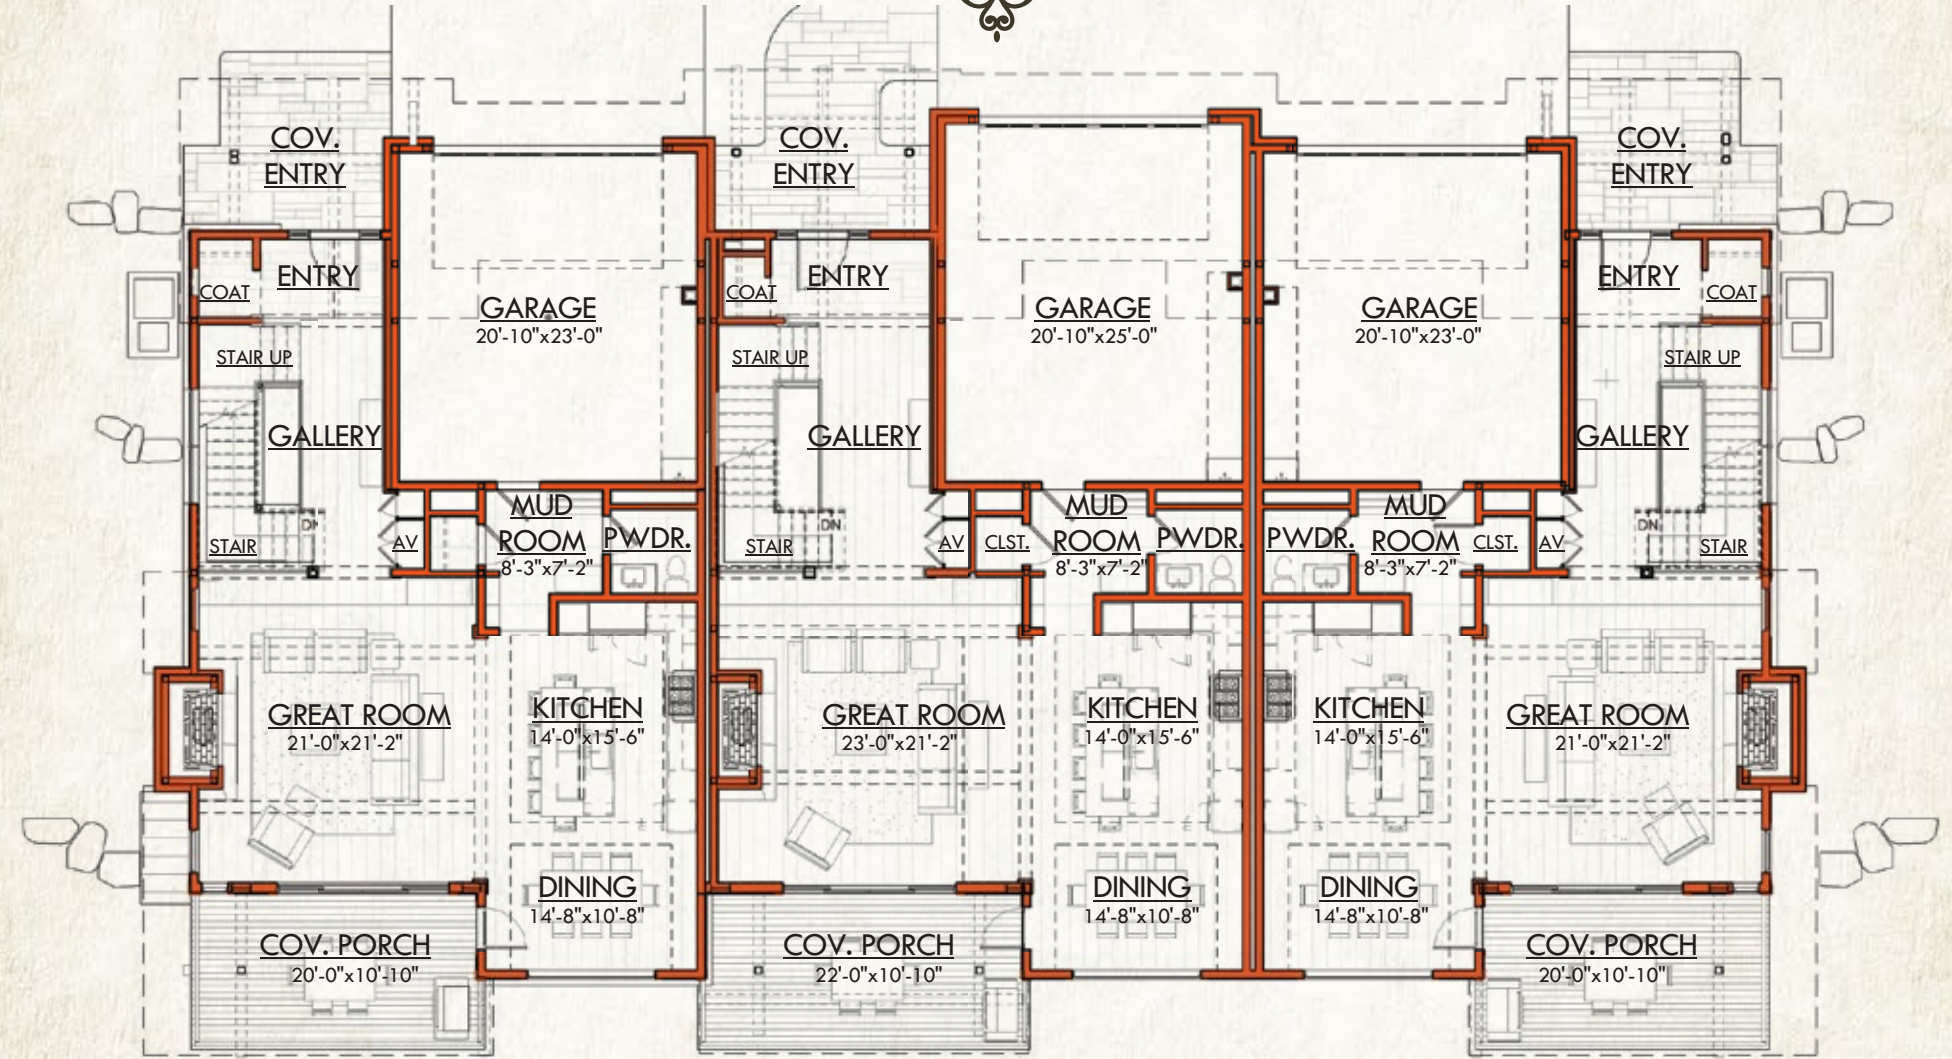 COV.
ENTRY
COV.
ENTRY
COV.
ENTRY
ENTRY
COAT
GARAGE
20'-10"x23'-0"
ENTRY
COAT
GARAGE
20'-10"x25'-0"
GARAGE
20'-10"x23'-0"
ENTRY
COAT
STAIR UP
STAIR UP
STAIR UP
GALLERY
GALLERY
GALLERY
DN
STAIR
AV
MUD
ROOM
8'-3"x7'-2"
PWDR.
DN
STAIR
AV
CLST.
MUD
ROOM
8'-3"x7'-2"
PWDR.
PWDR.
MUD
ROOM
8'-3"x7'-2"
CLST.
AV
DN
STAIR
GREAT ROOM
21'-0"x21'-2"
KITCHEN
14'-0"x15'-6"
GREAT ROOM
23'-0"x21'-2"
KITCHEN
14'-0"x15'-6"
KITCHEN
14'-0"x15'-6"
GREAT ROOM
21'-0"x21'-2"
DINING
14'-8"x10'-8"
DINING
14'-8"x10'-8"
DINING
14'-8"x10'-8"
COV. PORCH
20'-0"x10'-10"
COV. PORCH
22'-0"x10'-10"
COV. PORCH
20'-0"x10'-10"